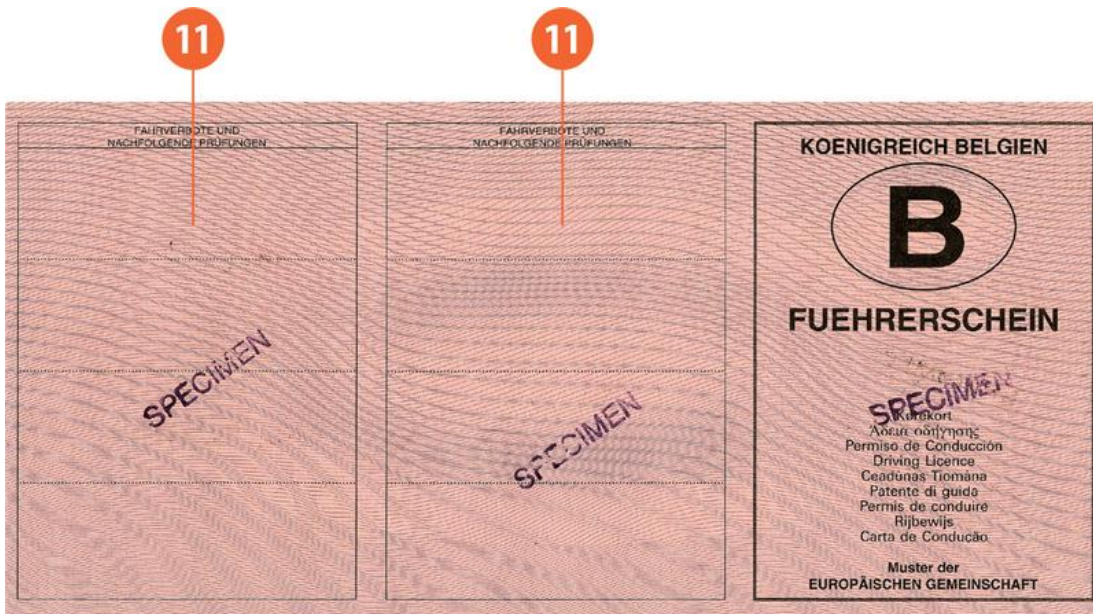 11
11
FAHRVERBOTE UND
NACHFOLGENDE PRÜFUNGEN
SPECIMEN
FAHRVERBOTE UND
NACHFOLGENDE PRÜFUNGEN
SPECIMEN
KOENIGREICH BELGIEN
B
FUEHRERSCHEIN
SPECIMEN
Kørekort
Άδεια οδήγησης
Permiso de Conducción
Driving Licence
Ceadúnas Tiomána
Patente di guida
Permis de conduire
Rijbewijs
Carta de Condução
Muster der
EUROPÄISCHEN GEMEINSCHAFT